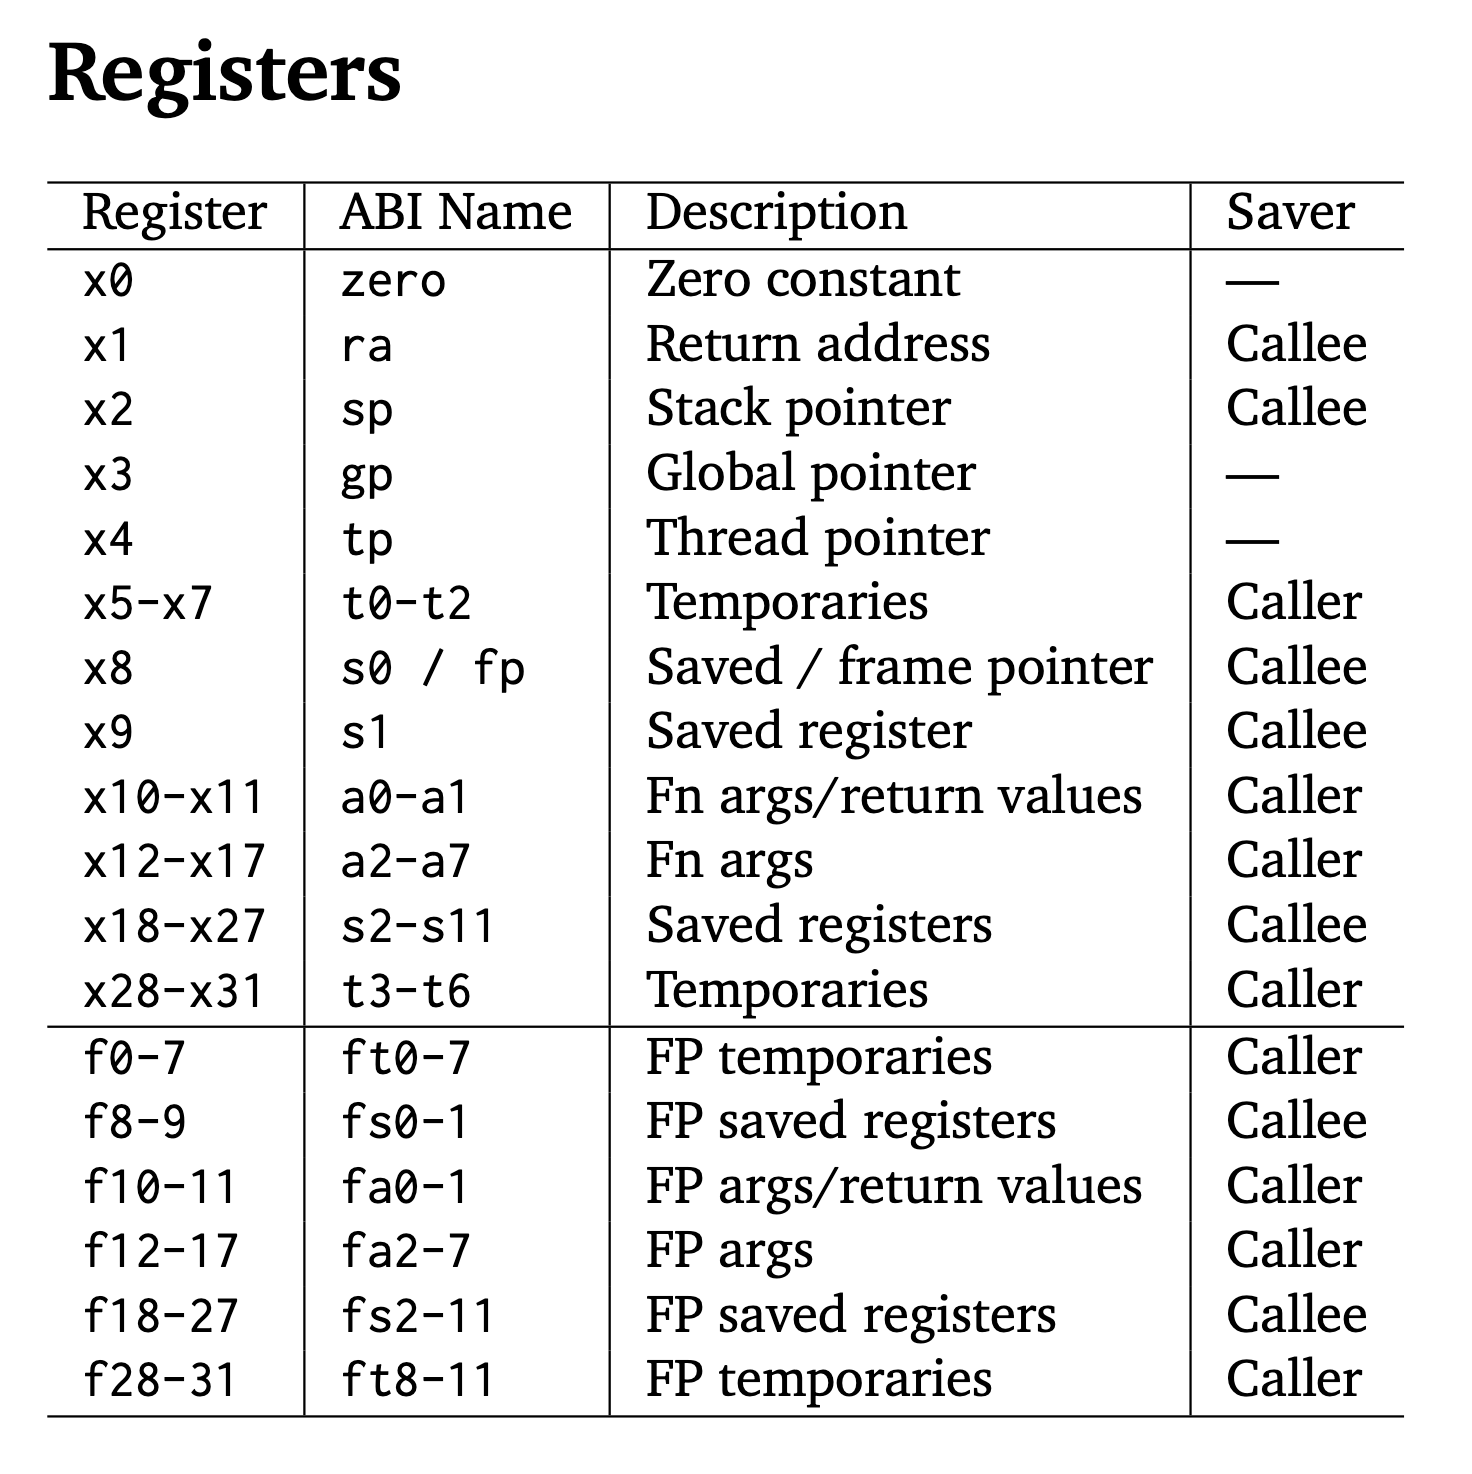 Registers
Register ABI Name Description Saver
x0 zero Zero constant —
x1 ra Return address Callee
x2 sp Stack pointer Callee
x3 gp Global pointer —
x4 tp Thread pointer —
x5-x7 t0-t2 Temporaries Caller
x8 s0 / fp Saved / frame pointer Callee
x9 s1 Saved register Callee
x10-x11 a0-a1 Fn args/return values Caller
x12-x17 a2-a7 Fn args Caller
x18-x27 s2-s11 Saved registers Callee
x28-x31 t3-t6 Temporaries Caller
f0-7 ft0-7 FP temporaries Caller
f8-9 fs0-1 FP saved registers Callee
f10-11 fa0-1 FP args/return values Caller
f12-17 fa2-7 FP args Caller
f18-27 fs2-11 FP saved registers Callee
f28-31 ft8-11 FP temporaries Caller